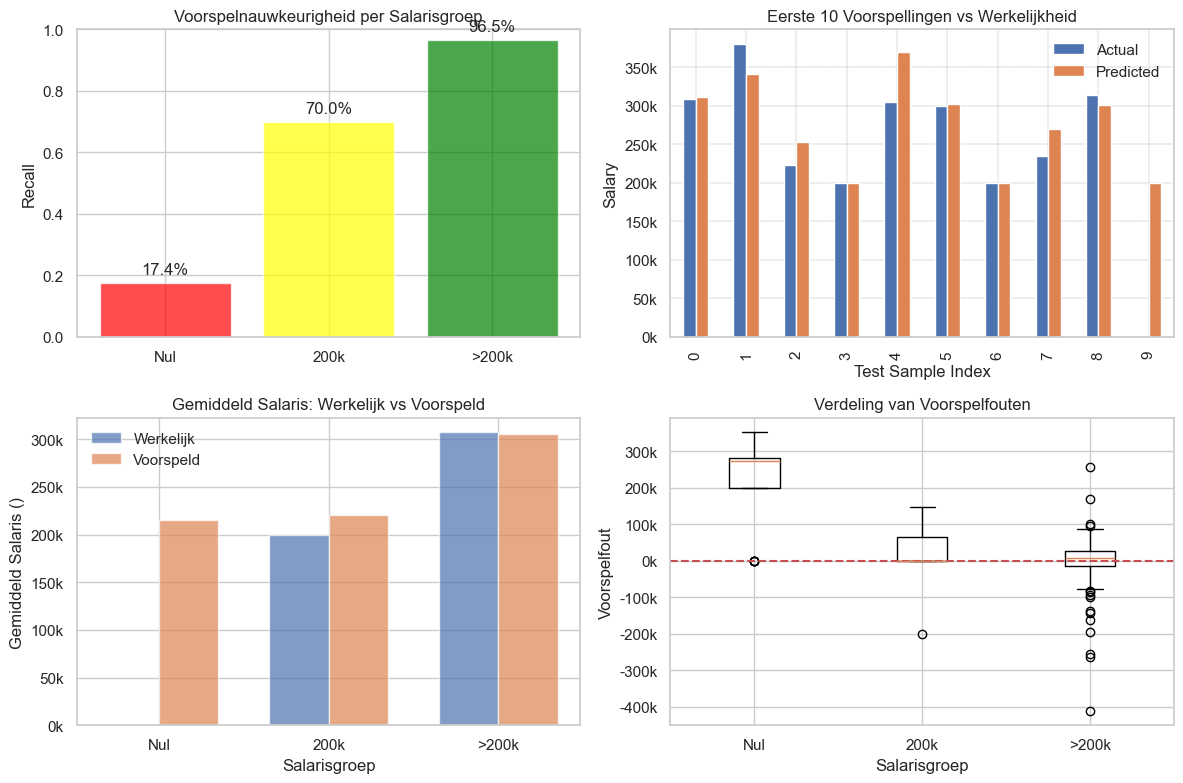 Voorspelnauwkeurigheid per Salarisgroep
96.5%
70.0%
17.4%
Recall
1.0
0.8
0.6
0.4
0.2
0.0
Nul 200k >200k
Eerste 10 Voorspellingen vs Werkelijkheid
Actual
Predicted
Salary
350k
300k
250k
200k
150k
100k
50k
0k
0 1 2 3 4 5 6 7 8 9
Test Sample Index
Gemiddeld Salaris: Werkelijk vs Voorspeld
Werkelijk
Voorspeld
Gemiddeld Salaris ()
300k
250k
200k
150k
100k
50k
0k
Nul 200k >200k
Salarisgroep
Verdeling van Voorspelfouten
Voorspelfout
300k
200k
100k
0k
-100k
-200k
-300k
-400k
Nul 200k >200k
Salarisgroep